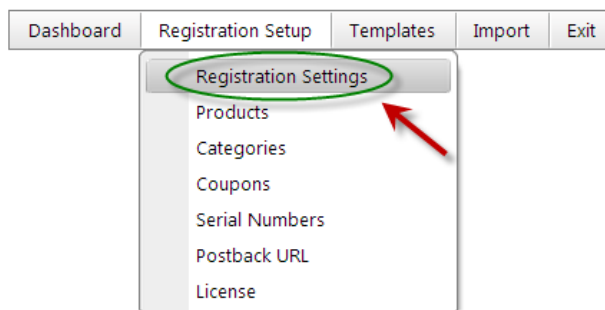 Dashboard Registration Setup Templates Import Exit
Registration Settings
Products
Categories
Coupons
Serial Numbers
Postback URL
License